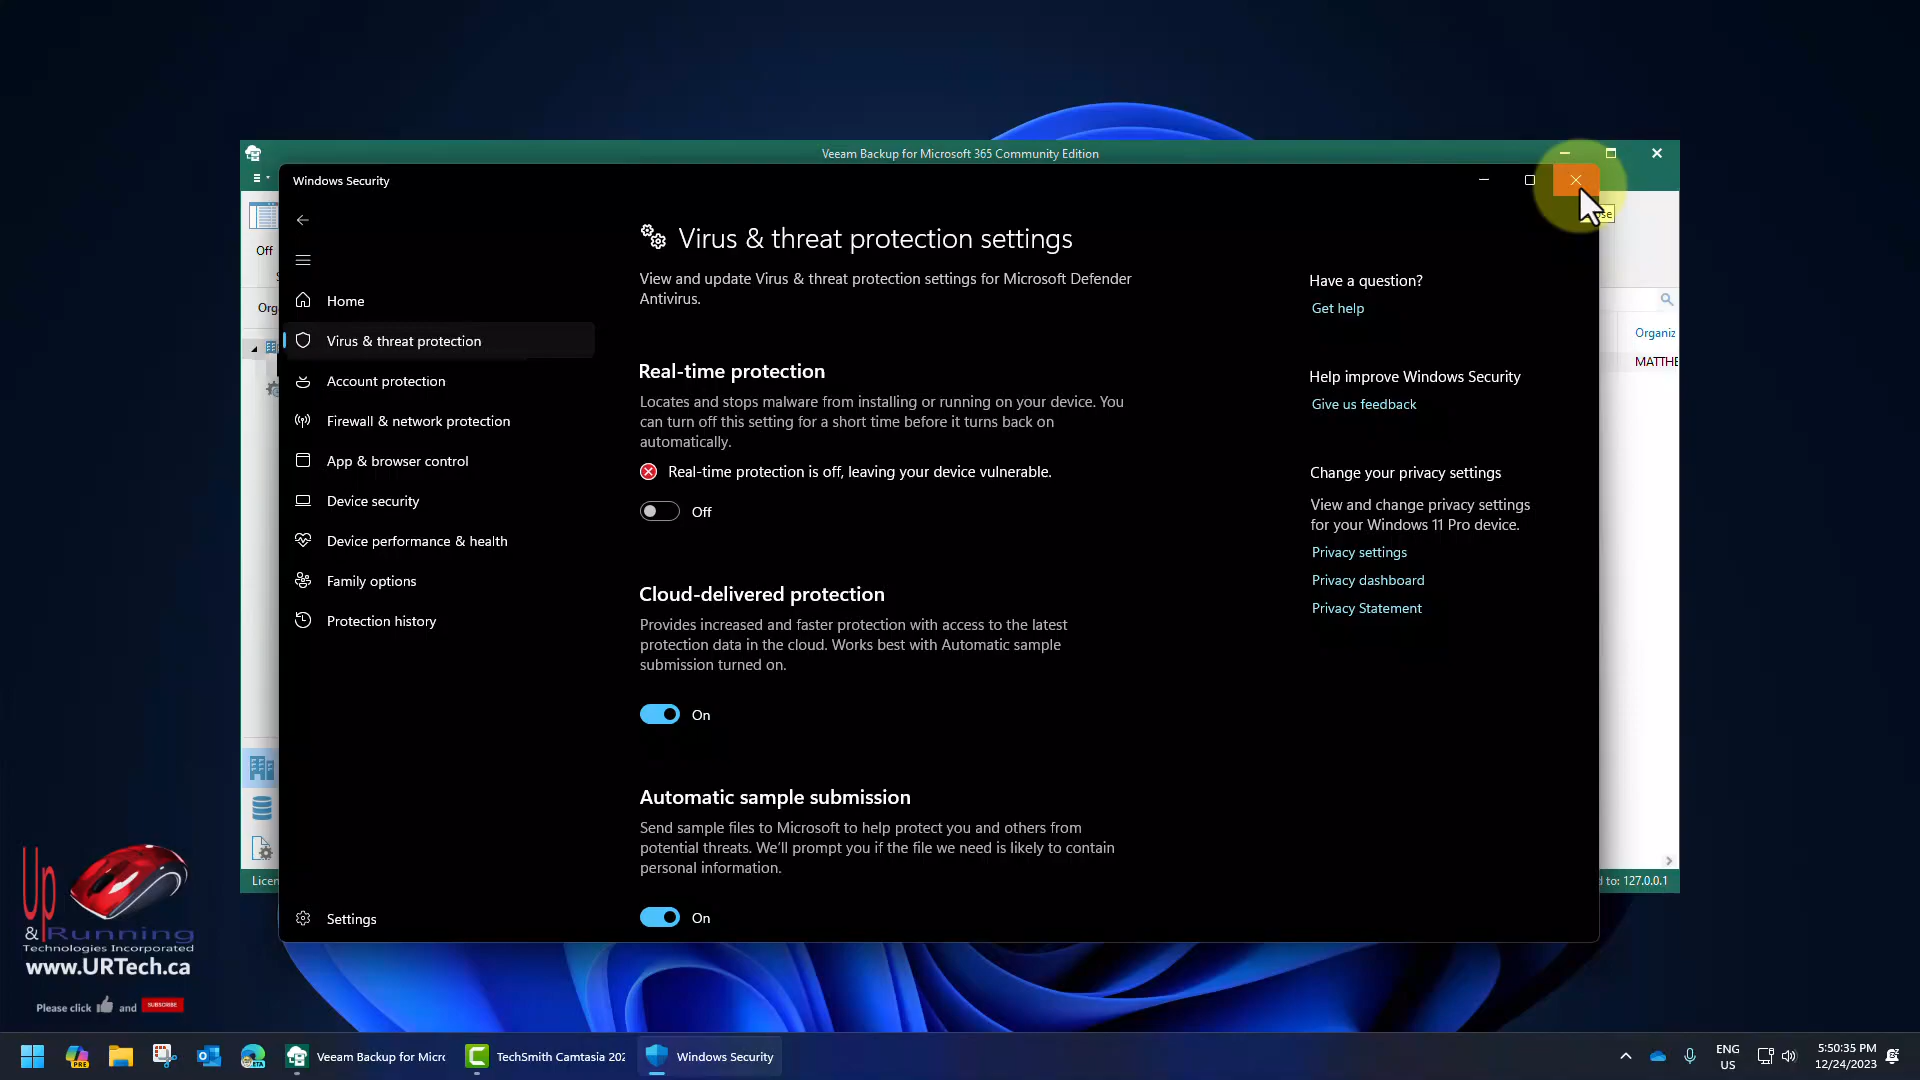 Veeam Backup for Microsoft 365 Community Edition
Windows Security
Off
Org
Home
Virus & threat protection
Account protection
Firewall & network protection
App & browser control
Device security
Device performance & health
Family options
Protection history
Settings
Virus & threat protection settings
View and update Virus & threat protection settings for Microsoft Defender
Antivirus.
Real-time protection
Locates and stops malware from installing or running on your device. You
can turn off this setting for a short time before it turns back on
automatically.
Real-time protection is off, leaving your device vulnerable.
Off
Cloud-delivered protection
Provides increased and faster protection with access to the latest
protection data in the cloud. Works best with Automatic sample
submission turned on.
On
Automatic sample submission
Send sample files to Microsoft to help protect you and others from
potential threats. We'll prompt you if the file we need is likely to contain
personal information.
On
Have a question?
Get help
Help improve Windows Security
Give us feedback
Change your privacy settings
View and change privacy settings
for your Windows 11 Pro device.
Privacy settings
Privacy dashboard
Privacy Statement
Organiz
MATTHE
Licen
d to: 127.0.0.1
Up
& Running
Technologies Incorporated
www.URTech.ca
Please click and SUBSCRIBE
PRE
BETA
Veeam Backup for Micro
TechSmith Camtasia 202
Windows Security
ENG
US
5:50:35 PM
12/24/2023